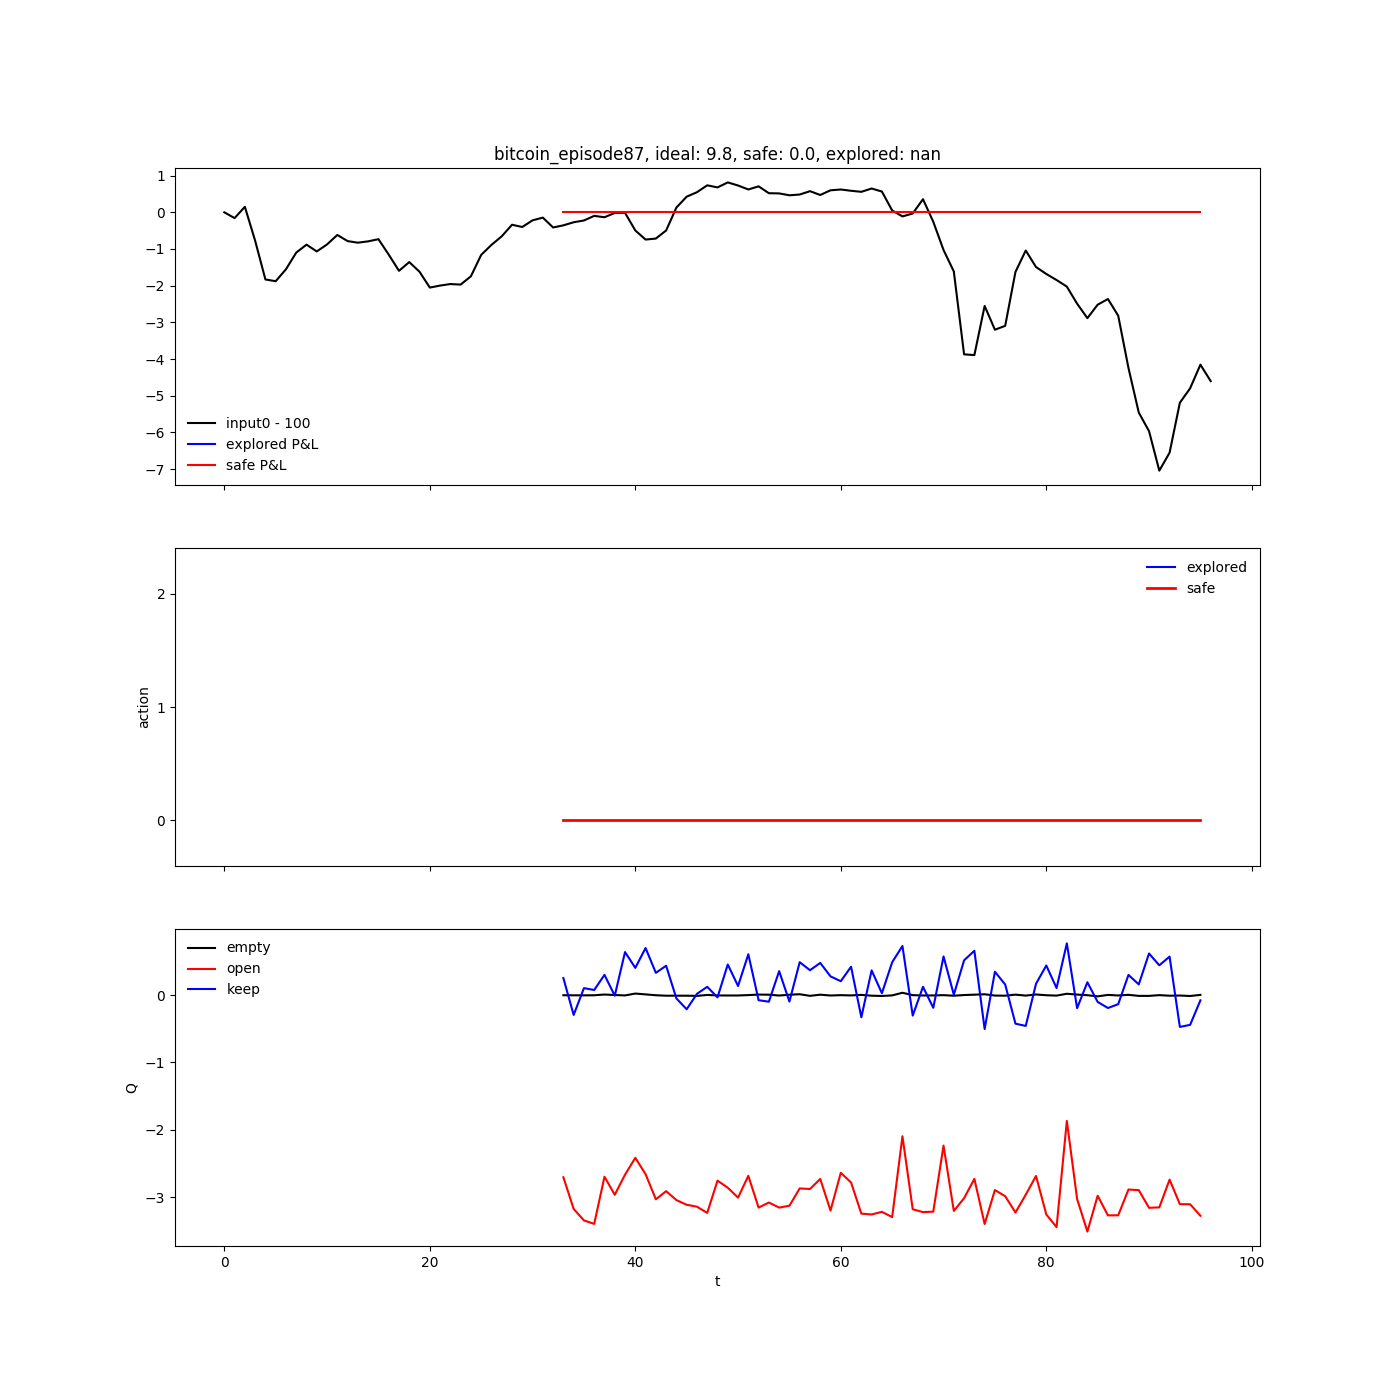 bitcoin_episode87, ideal: 9.8, safe: 0.0, explored: nan
1
0
−1
−2
−3
−4
−5
−6
−7
input0 - 100
explored P&L
safe P&L
action
2
1
0
explored
safe
Q
0
−1
−2
−3
empty
open
keep
0 20 40 60 80 100
t